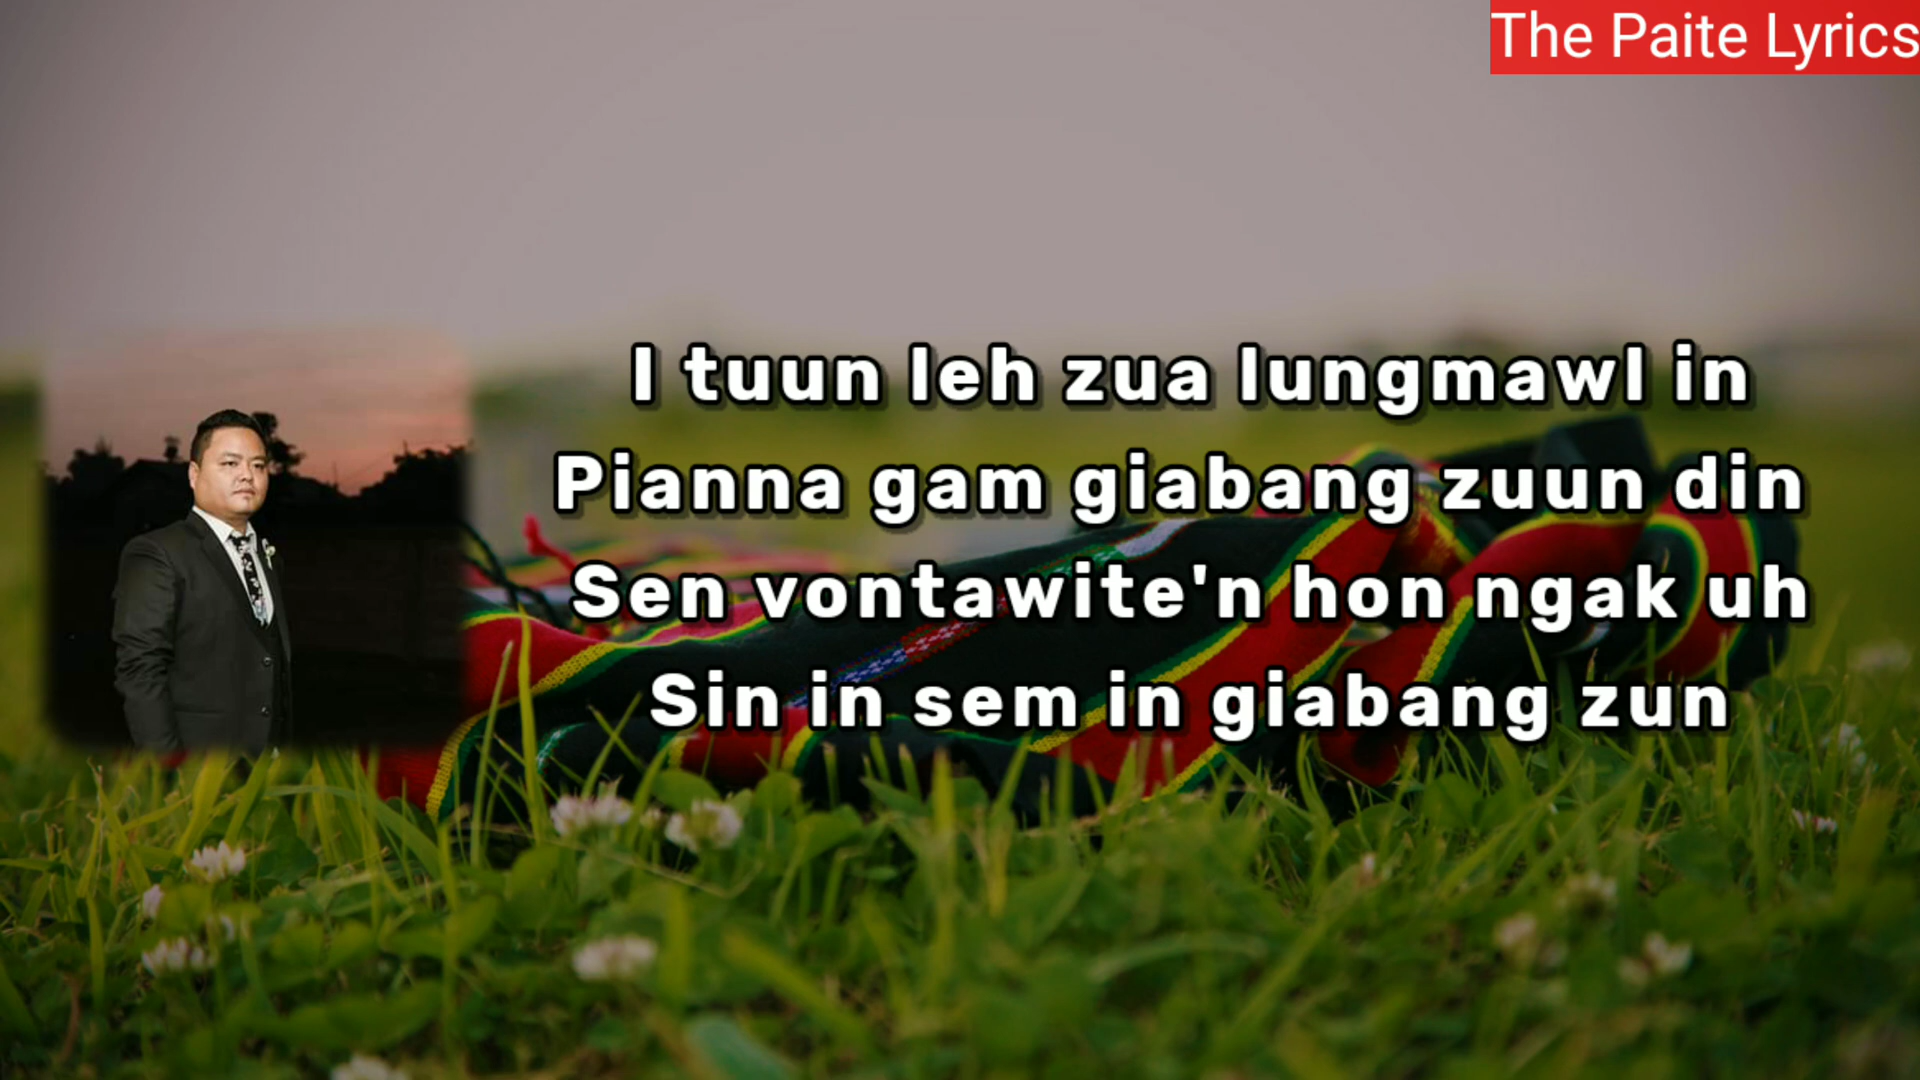 The Paite Lyrics
I tuun leh zua lungmawl in
Pianna gam giabang zuun din
Sen vontawite'n hon ngak uh
Sin in sem in giabang zun